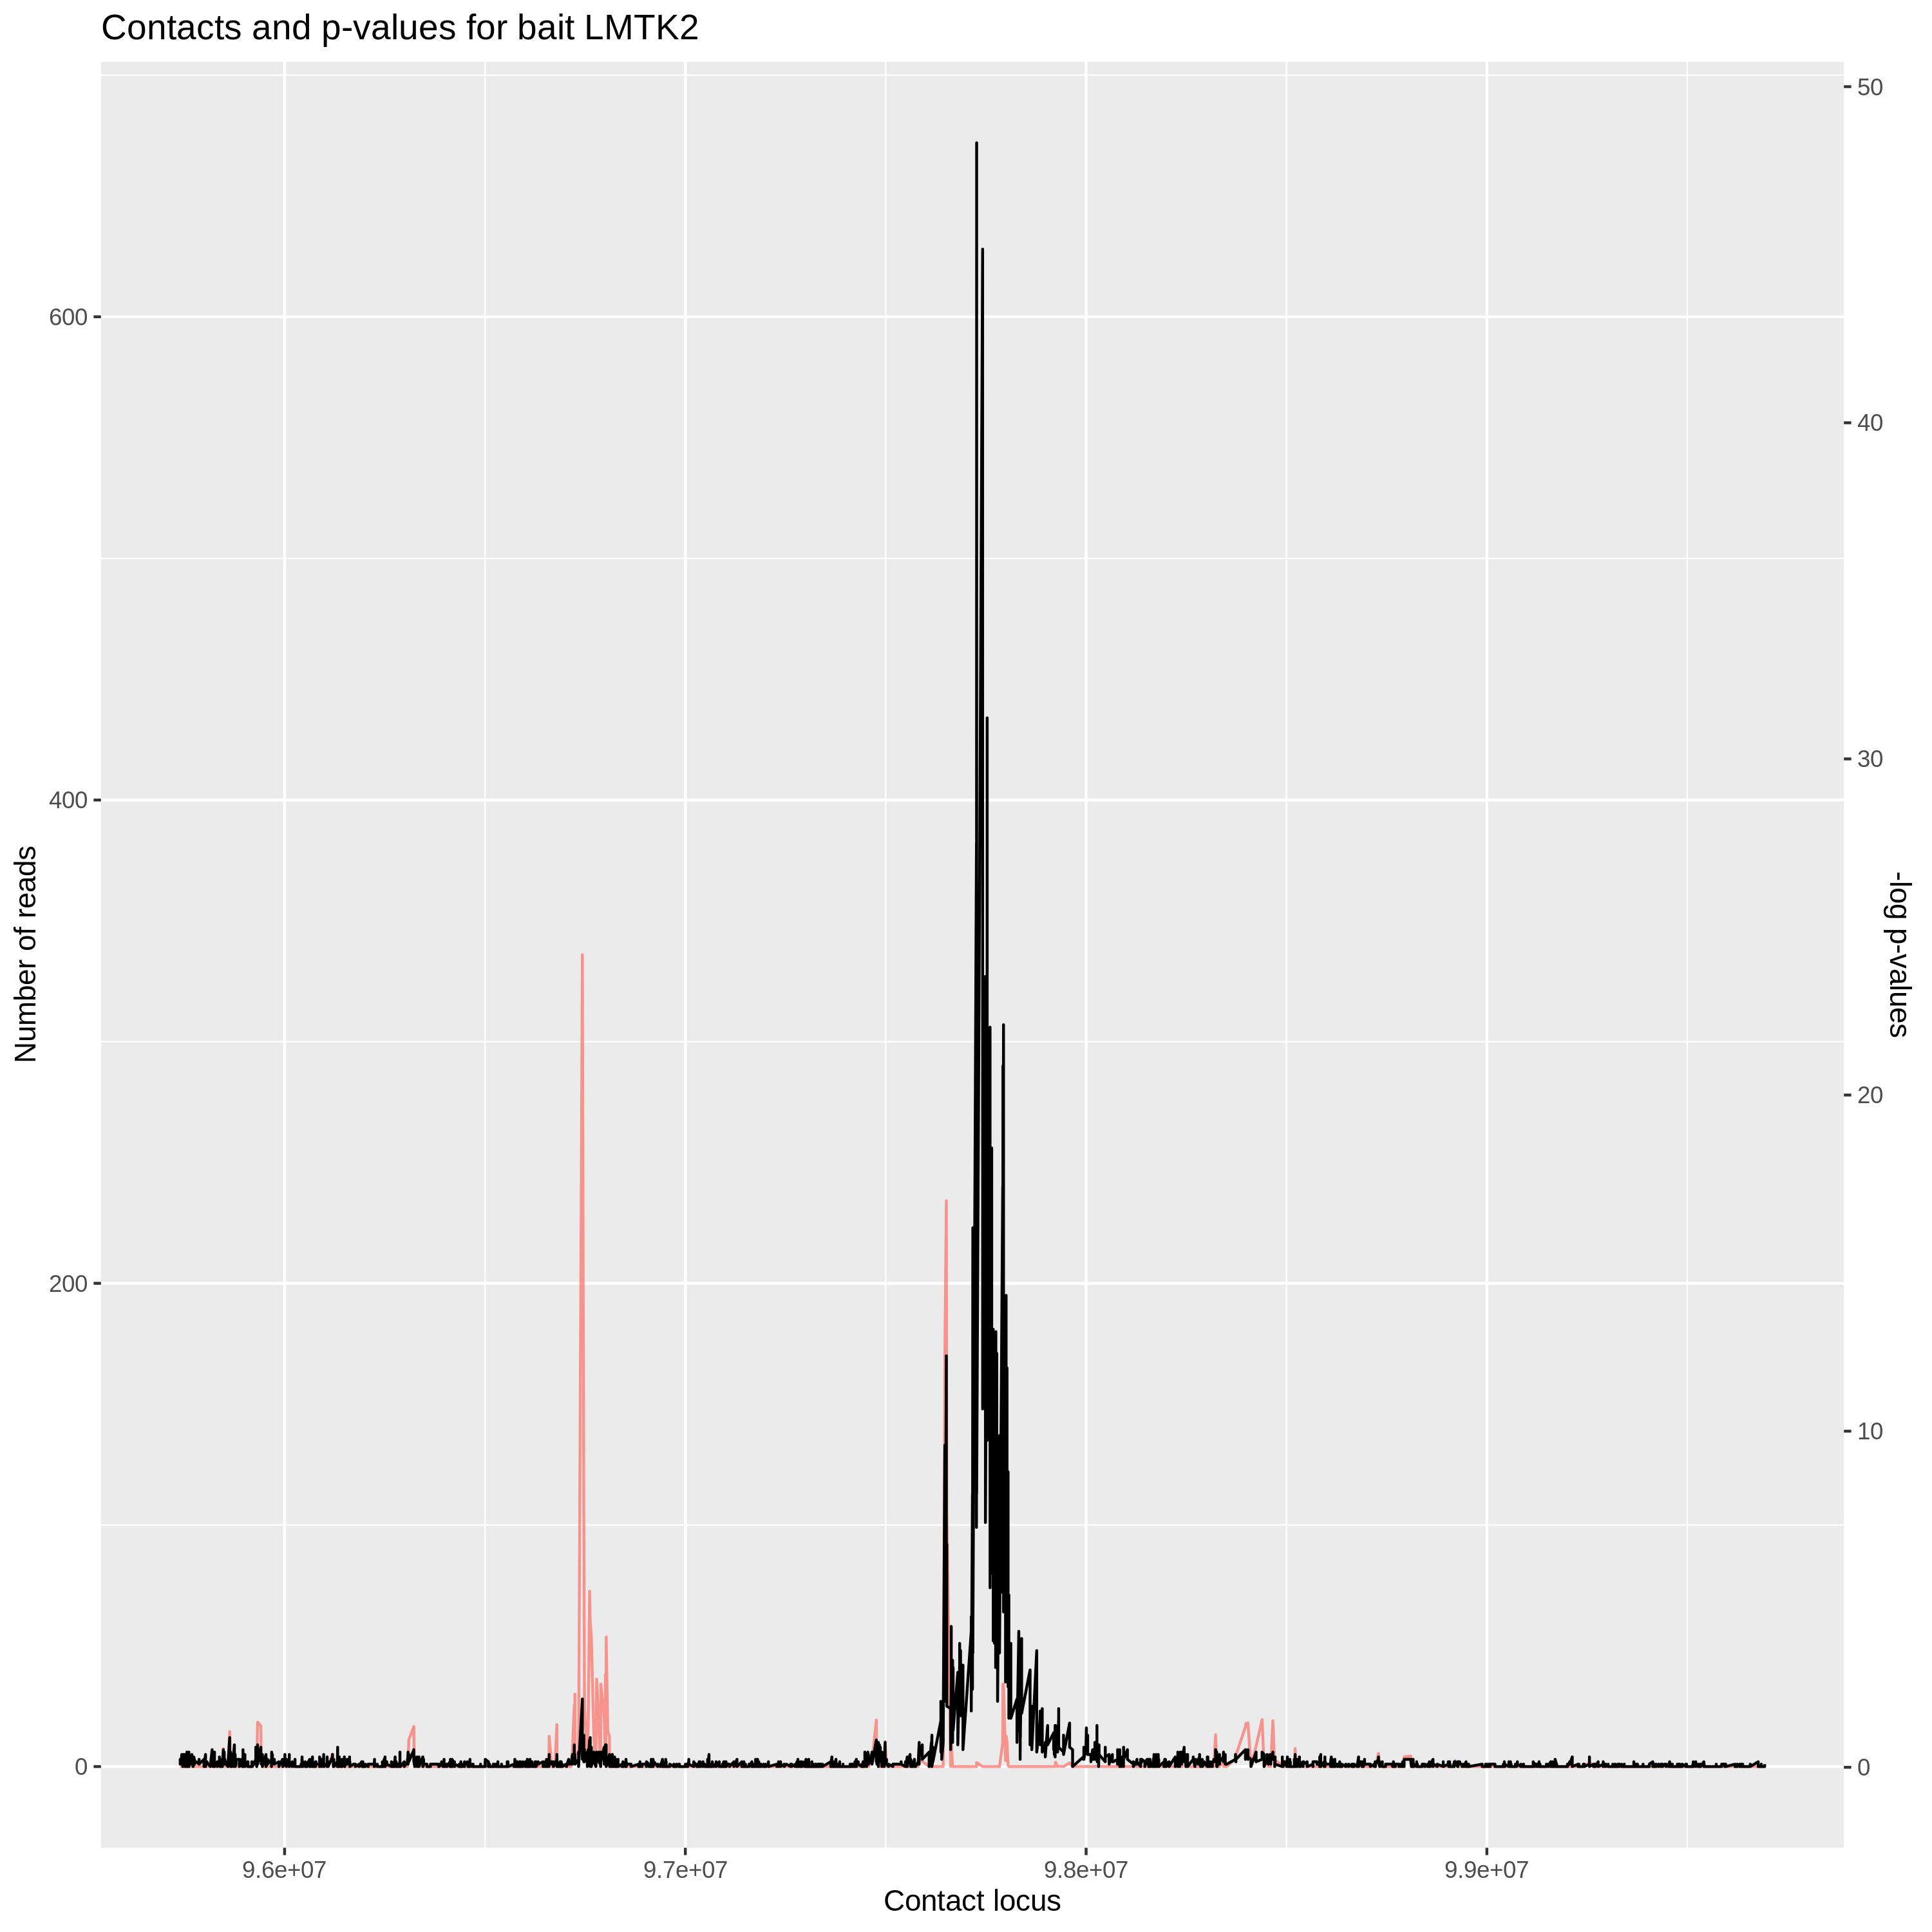 Contacts and p-values for bait LMTK2
600
400
200
0
Number of reads
50
40
30
20
10
0
-log p-values
9.6e+07
9.7e+07
9.8e+07
9.9e+07
Contact locus